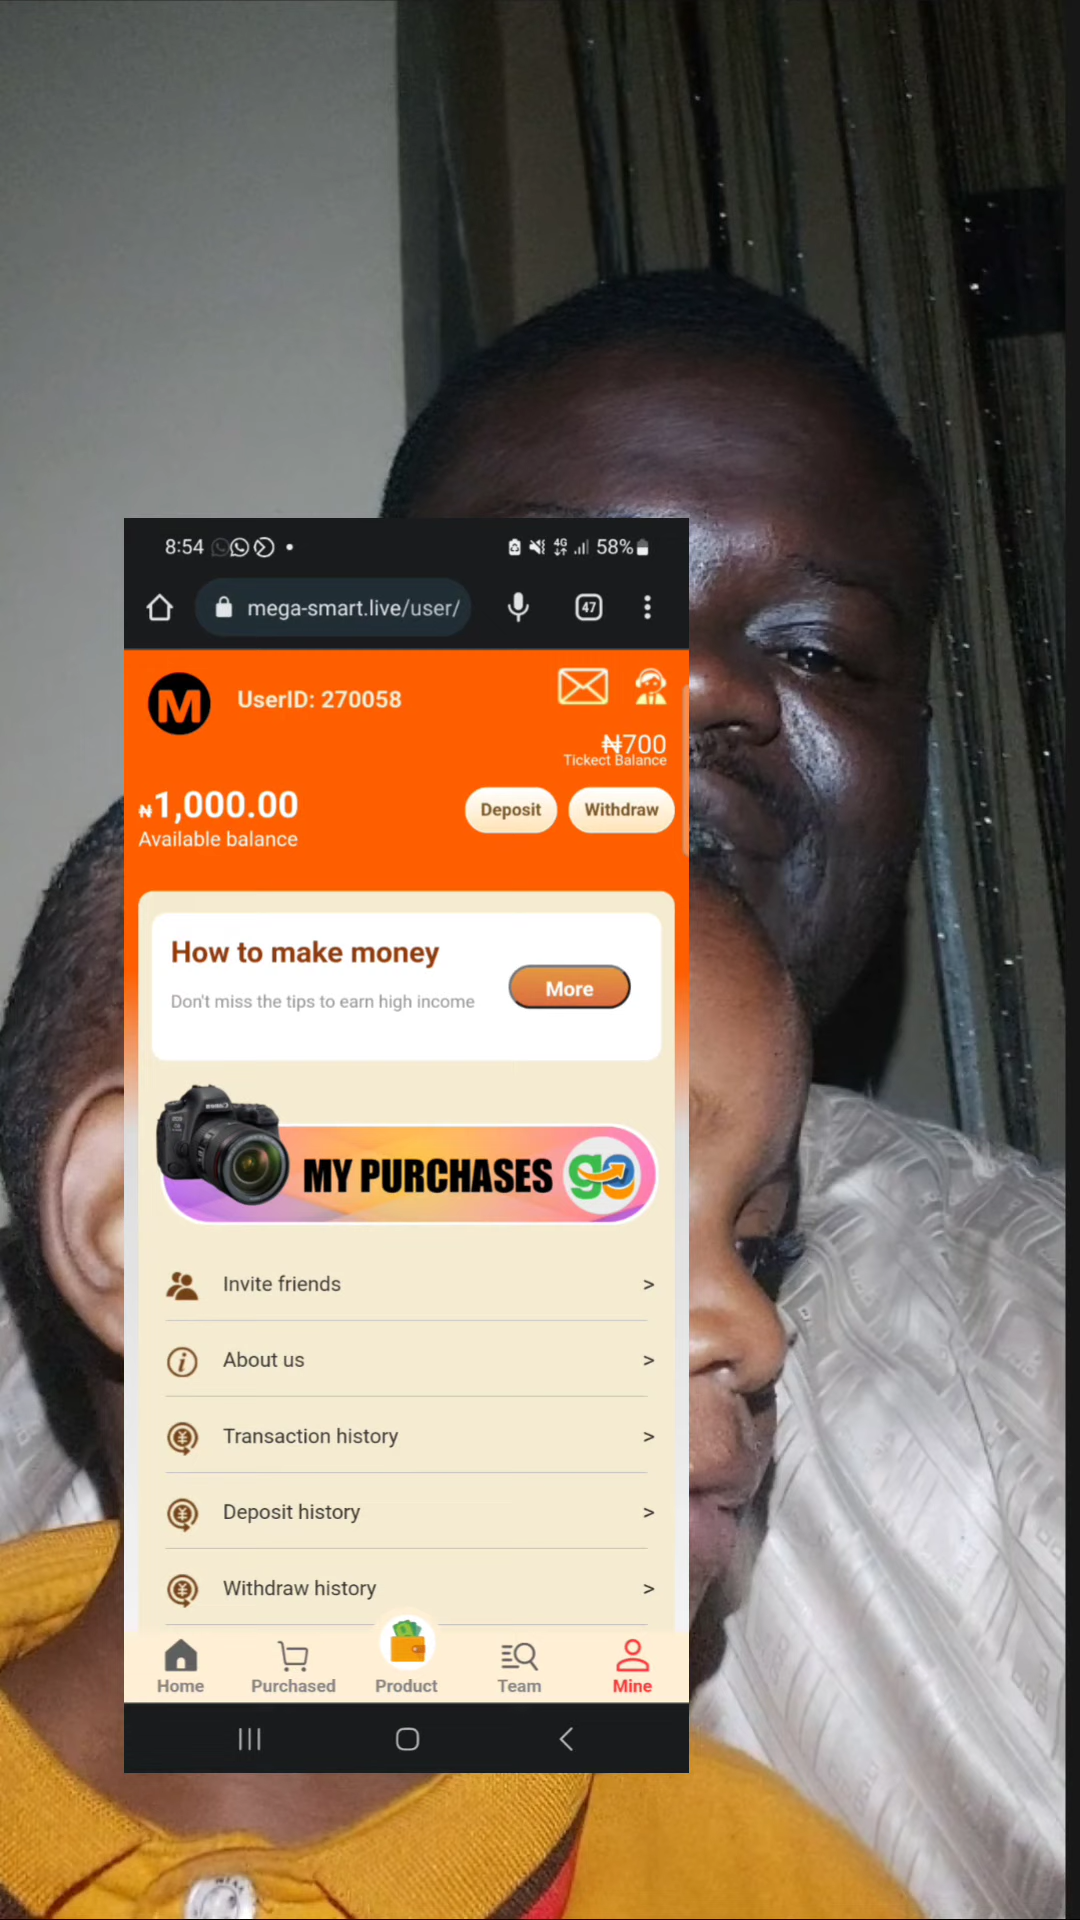 8:54
4G
58%
mega-smart.live/user/
47
M
UserID: 270058
₦700
Tickect Balance
₦1,000.00
Available balance
Deposit
Withdraw
How to make money
Don't miss the tips to earn high income
More
MY PURCHASES
go
Invite friends
>
About us
>
Transaction history
>
Deposit history
>
Withdraw history
>
Home
Purchased
Product
Team
Mine